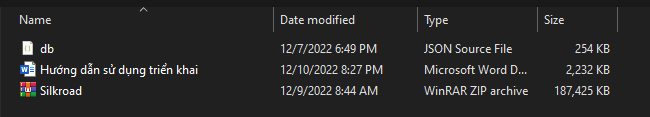 Name Date modified Type Size
db 12/7/2022 6:49 PM JSON Source File 254 KB
Hướng dẫn sử dụng triển khai 12/10/2022 8:27 PM Microsoft Word D... 2,232 KB
Silkroad 12/9/2022 8:44 AM WinRAR ZIP archive 187,425 KB